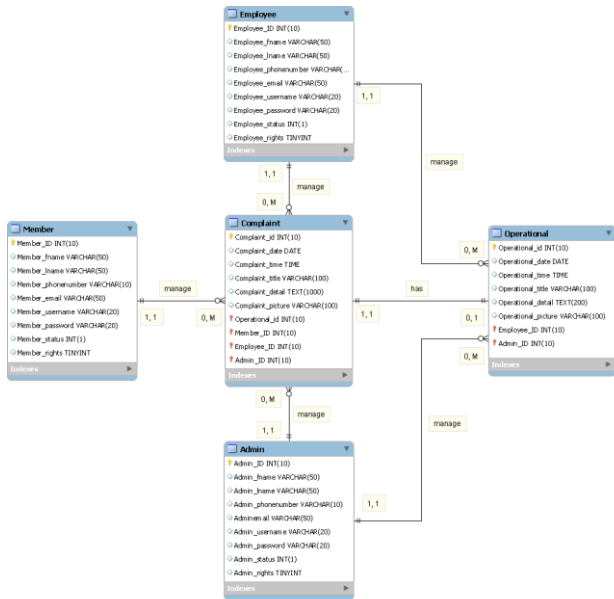 Employee
Employee_ID INT(10)
Employee_fname VARCHAR(50)
Employee_lname VARCHAR(50)
Employee_phonenumber VARCHAR(...
Employee_email VARCHAR(50)
Employee_username VARCHAR(20)
Employee_password VARCHAR(20)
Employee_status INT(1)
Employee_rights TINYINT
Indexes
1, 1
manage
1, 1
manage
0, M
Member
Member_ID INT(10)
Member_fname VARCHAR(50)
Member_lname VARCHAR(50)
Member_phonenumber VARCHAR(10)
Member_email VARCHAR(50)
Member_username VARCHAR(20)
Member_password VARCHAR(20)
Member_status INT(1)
Member_rights TINYINT
Indexes
manage
1, 1
0, M
Complaint
Complaint_id INT(10)
Complaint_date DATE
Complaint_time TIME
Complaint_title VARCHAR(100)
Complaint_detail TEXT(1000)
Complaint_picture VARCHAR(100)
Operational_id INT(10)
Member_ID INT(10)
Employee_ID INT(10)
Admin_ID INT(10)
Indexes
has
1, 1
0, 1
0, M
Operational
Operational_id INT(10)
Operational_date DATE
Operational_time TIME
Operational_title VARCHAR(100)
Operational_detail TEXT(200)
Operational_picture VARCHAR(100)
Employee_ID INT(10)
Admin_ID INT(10)
Indexes
0, M
0, M
manage
1, 1
manage
Admin
Admin_ID INT(10)
Admin_fname VARCHAR(50)
Admin_lname VARCHAR(50)
Admin_phonenumber VARCHAR(10)
Adminemail VARCHAR(50)
Admin_username VARCHAR(20)
Admin_password VARCHAR(20)
Admin_status INT(1)
Admin_rights TINYINT
Indexes
1, 1